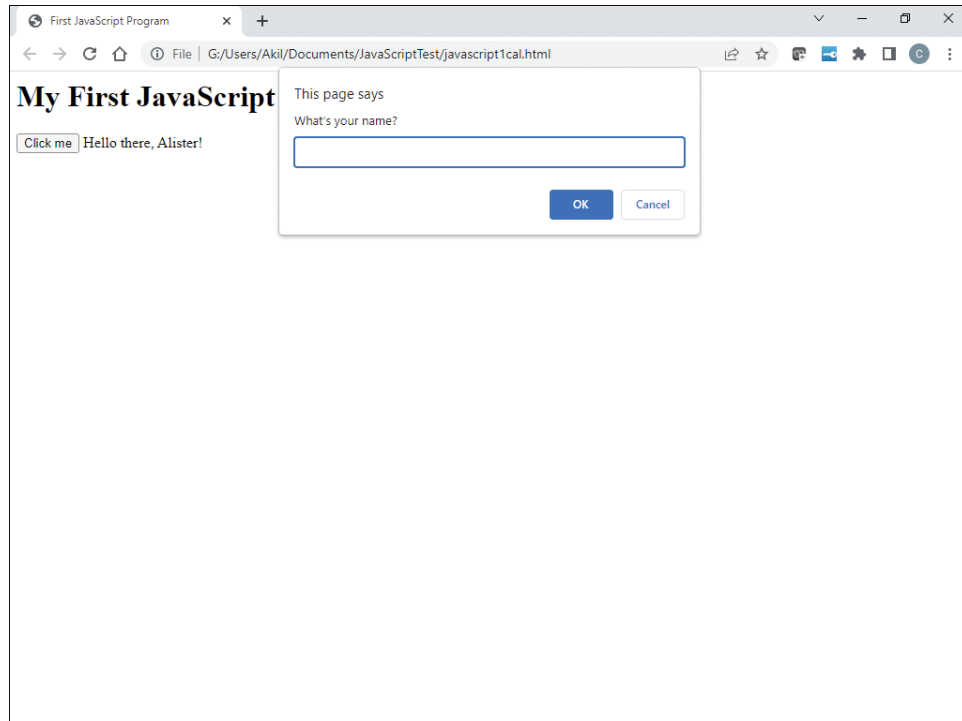 First JavaScript Program
File | G:/Users/Akil/Documents/JavaScriptTest/javascript1cal.html
C
My First JavaScript
Click me Hello there, Alister!
This page says
What's your name?
OK Cancel